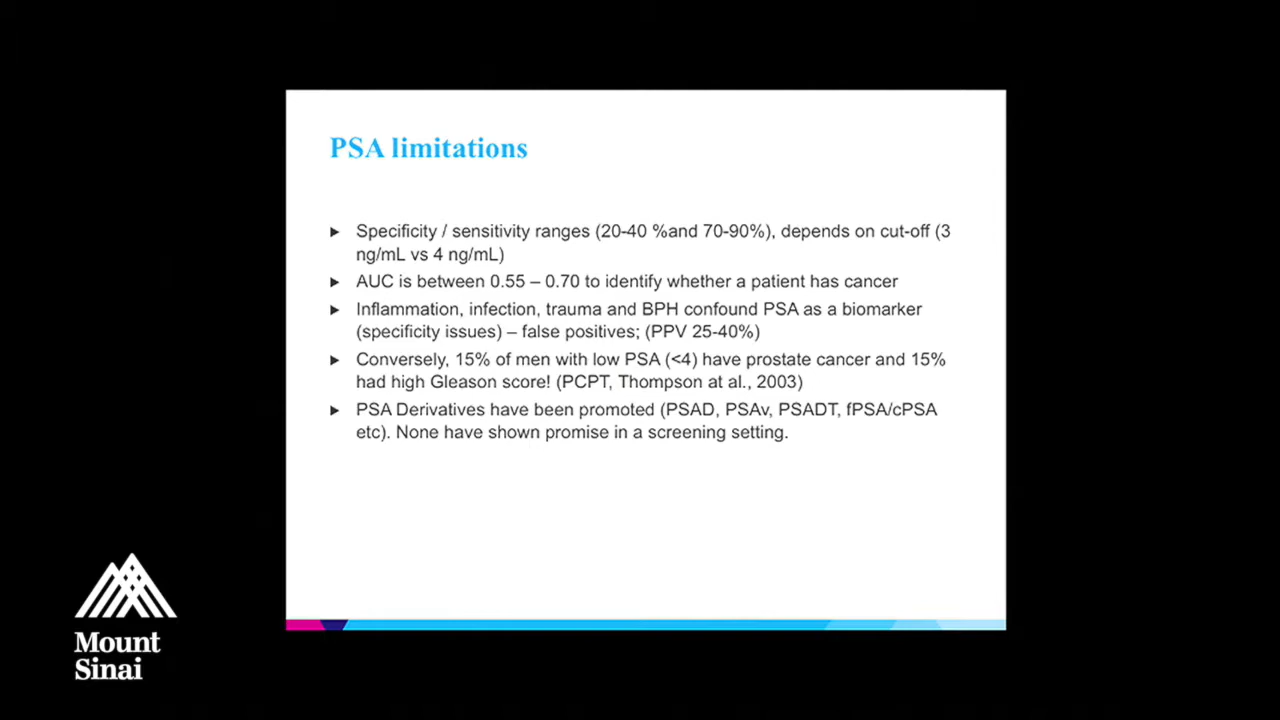 PSA limitations
► Specificity / sensitivity ranges (20-40 %and 70-90%), depends on cut-off (3
ng/mL vs 4 ng/mL)
► AUC is between 0.55 – 0.70 to identify whether a patient has cancer
► Inflammation, infection, trauma and BPH confound PSA as a biomarker
(specificity issues) – false positives; (PPV 25-40%)
► Conversely, 15% of men with low PSA (<4) have prostate cancer and 15%
had high Gleason score! (PCPT, Thompson at al., 2003)
► PSA Derivatives have been promoted (PSAD, PSAv, PSADT, fPSA/cPSA
etc). None have shown promise in a screening setting.
Mount
Sinai